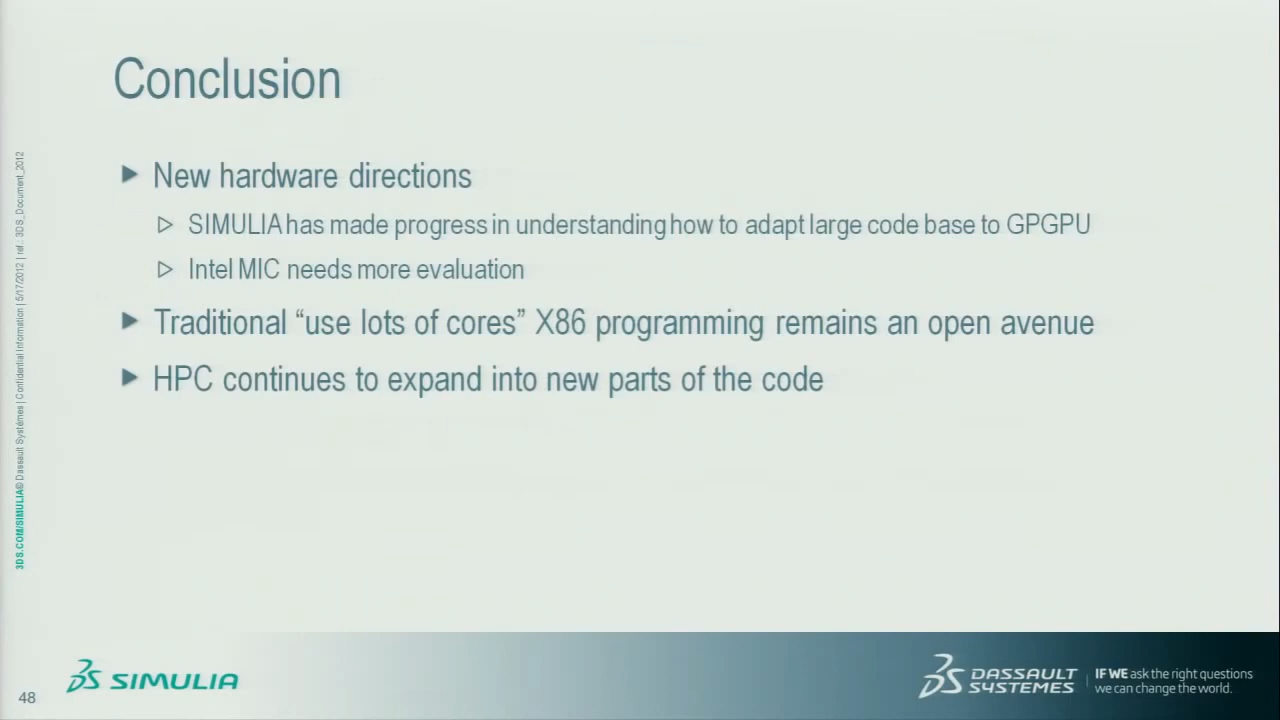 Conclusion
New hardware directions
SIMULIA has made progress in understanding how to adapt large code base to GPGPU
Intel MIC needs more evaluation
Traditional “use lots of cores” X86 programming remains an open avenue
HPC continues to expand into new parts of the code
3DS.COM/SIMULIA© Dassault Systèmes | Confidential Information | 5/17/2012 | ref.: 3DS_Document_2012
48
SIMULIA
DASSAULT
SYSTEMES
IF WE ask the right questions
we can change the world.